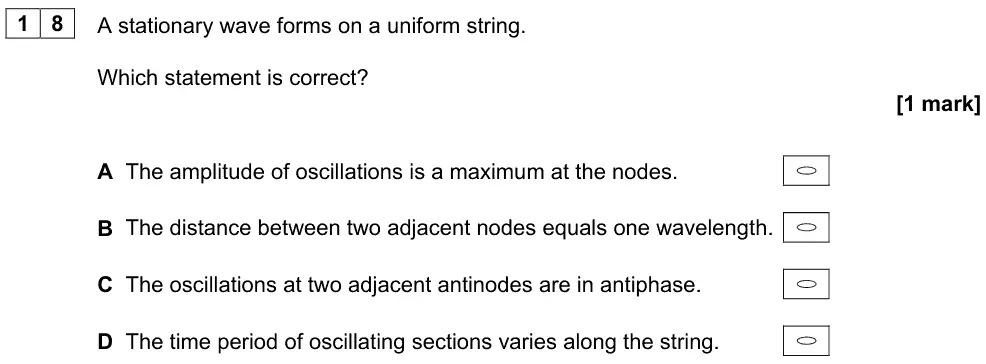 1 8 A stationary wave forms on a uniform string.
Which statement is correct?
[1 mark]
A The amplitude of oscillations is a maximum at the nodes.
B The distance between two adjacent nodes equals one wavelength.
C The oscillations at two adjacent antinodes are in antiphase.
D The time period of oscillating sections varies along the string.